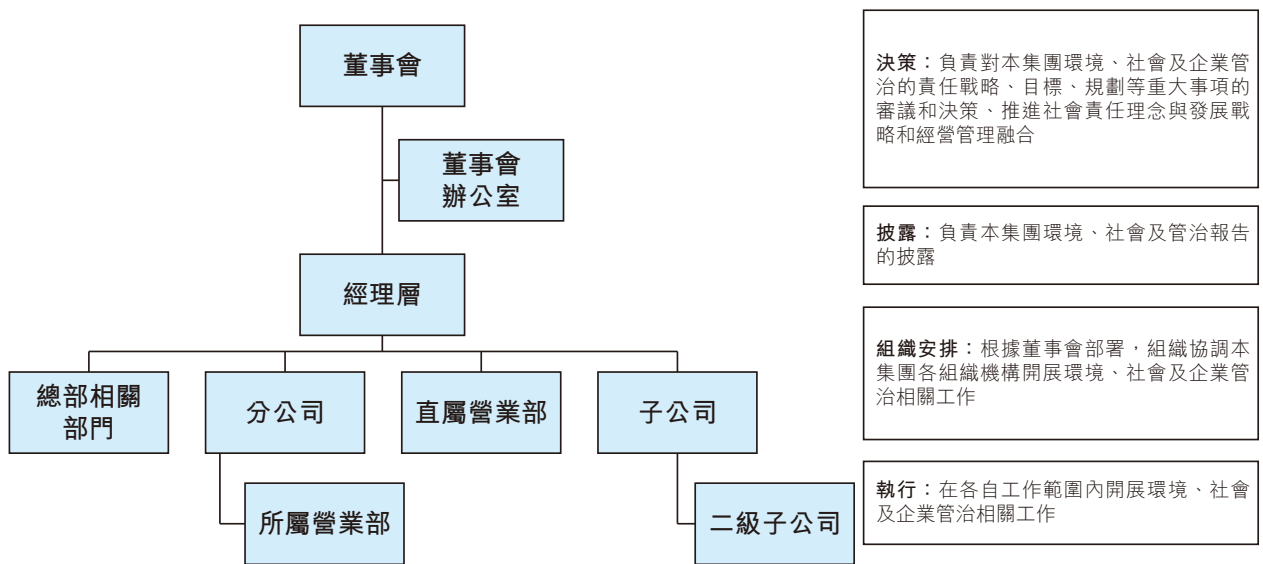 董事會
董事會
辦公室
經理層
總部相關
部門
分公司
直屬營業部
子公司
所屬營業部
二級子公司
決策：負責對本集團環境、社會及企業管
治的責任戰略、目標、規劃等重大事項的
審議和決策、推進社會責任理念與發展戰
略和經營管理融合
披露：負責本集團環境、社會及管治報告
的披露
組織安排：根據董事會部署，組織協調本
集團各組織機構開展環境、社會及企業管
治相關工作
執行：在各自工作範圍內開展環境、社會
及企業管治相關工作